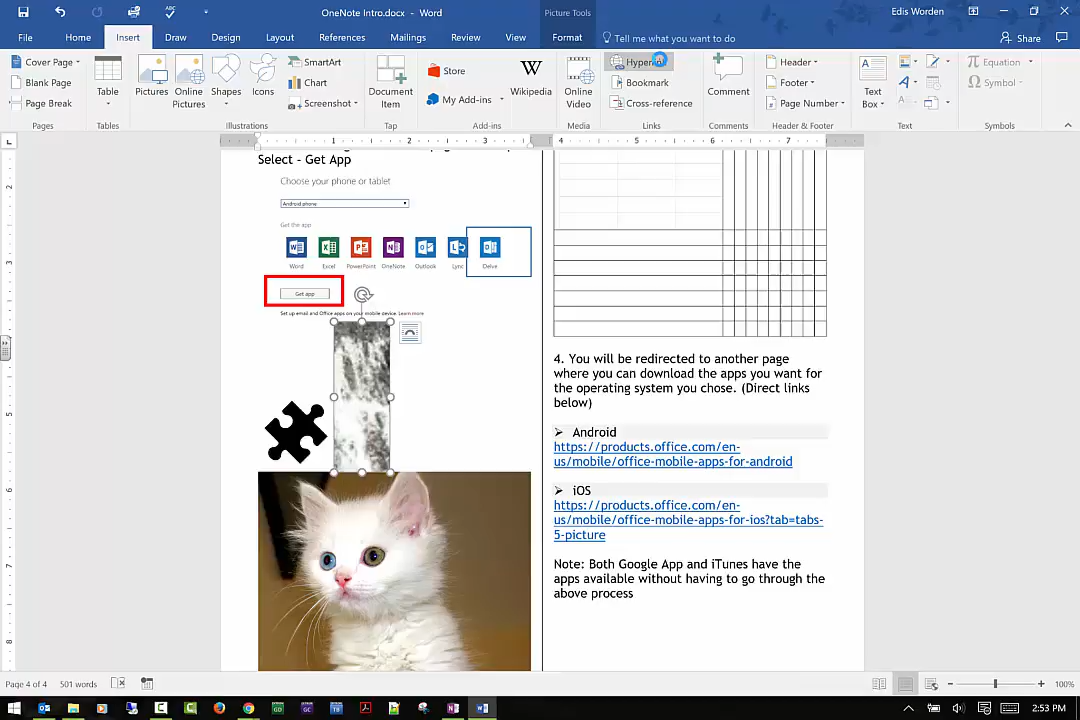 OneNote Intro.docx - Word
Picture Tools
Edis Worden
File
Home
Insert
Draw
Design
Layout
References
Mailings
Review
View
Format
Tell me what you want to do
Share
Cover Page
Blank Page
Page Break
Pages
Table
Tables
Pictures
Online Pictures
Shapes
Icons
SmartArt
Chart
Screenshot
Illustrations
Document Item
Tap
Store
My Add-ins
Add-ins
W
Wikipedia
Online Video
Media
Bookmark
Cross-reference
Links
Comment
Comments
Header
Footer
Page Number
Header & Footer
Text Box
Text
Equation
Symbol
Symbols
1 2 3 4 5 6 7
Select - Get App
Choose your phone or tablet
Android phone
Get the app
Word Excel PowerPoint OneNote Outlook Lync Delve
Get app
Set up email and Office apps on your mobile device. Learn more
4. You will be redirected to another page
where you can download the apps you want for
the operating system you chose. (Direct links
below)
➢ Android
https://products.office.com/en-
us/mobile/office-mobile-apps-for-android
➢ iOS
https://products.office.com/en-
us/mobile/office-mobile-apps-for-ios?tab=tabs-
5-picture
Note: Both Google App and iTunes have the
apps available without having to go through the
above process
Page 4 of 4 501 words
100%
2:53 PM